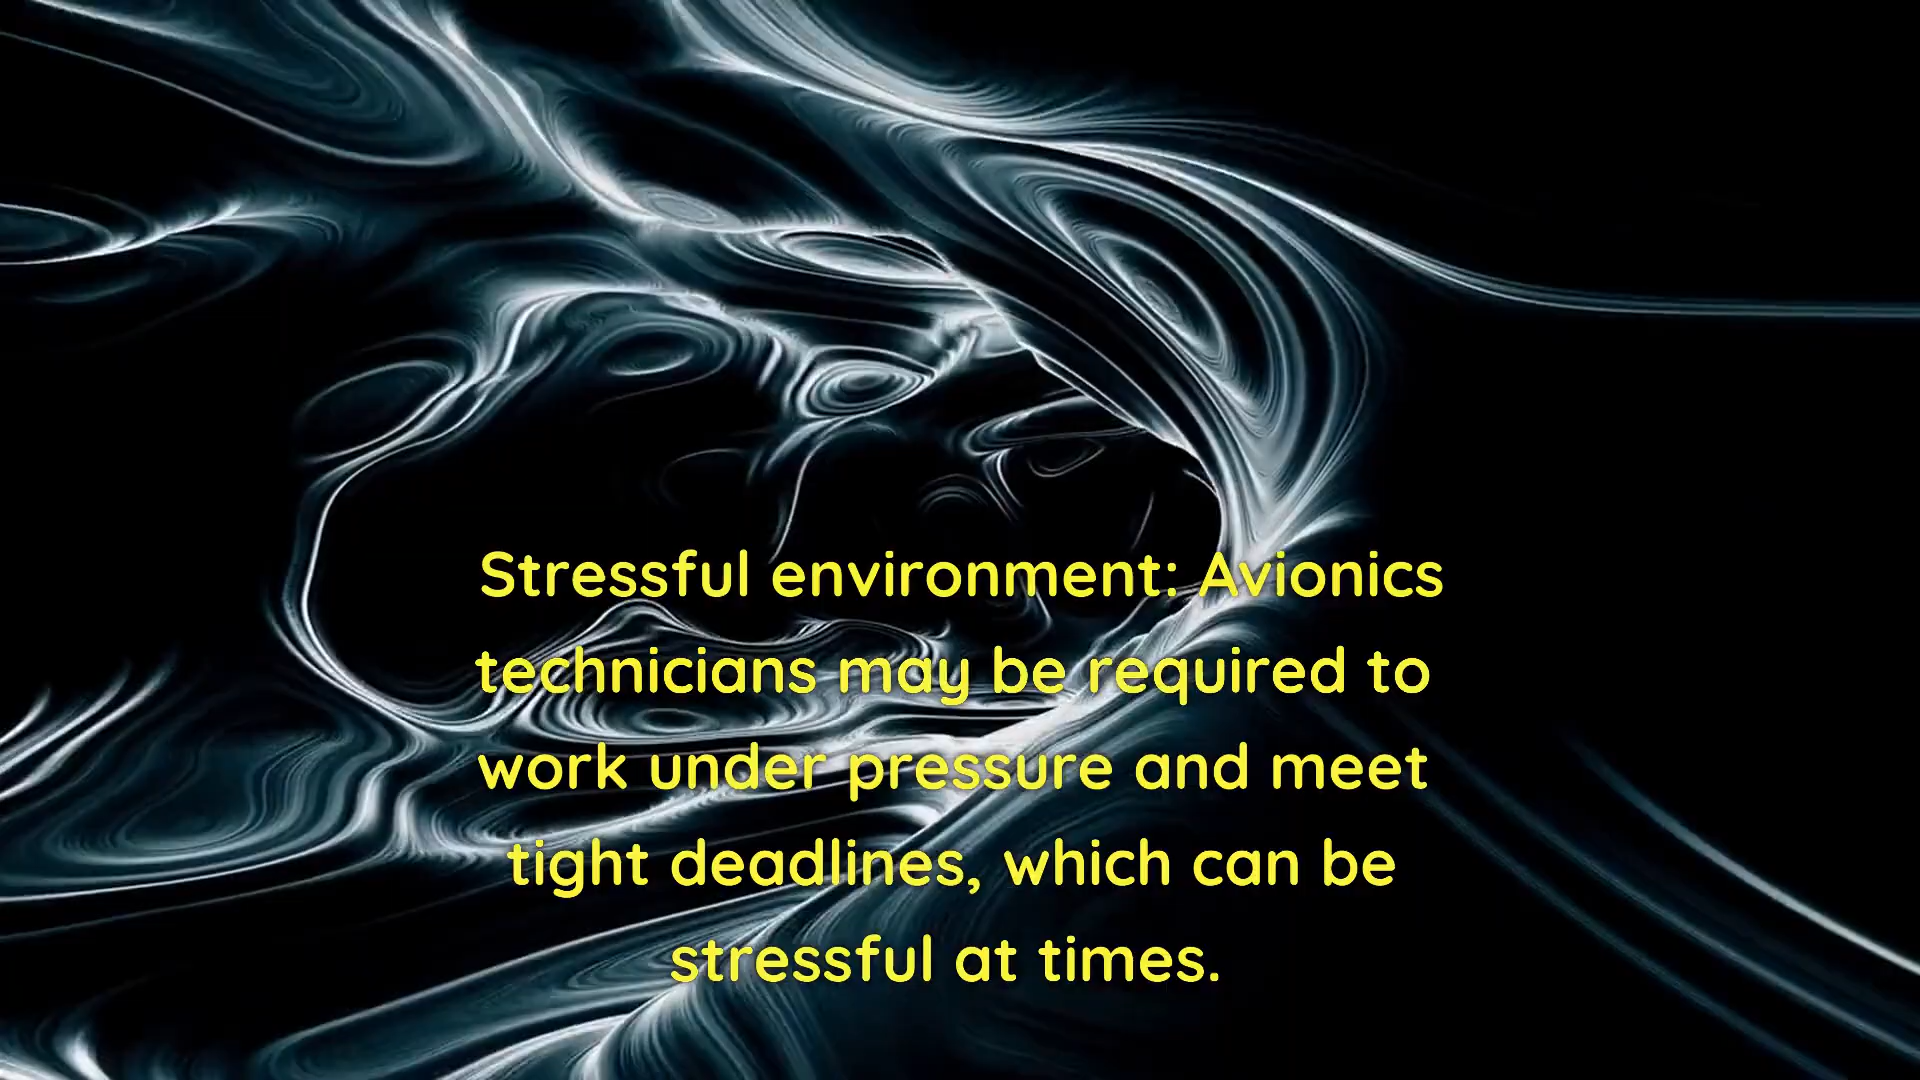 Stressful environment: Avionics
technicians may be required to
work under pressure and meet
tight deadlines, which can be
stressful at times.